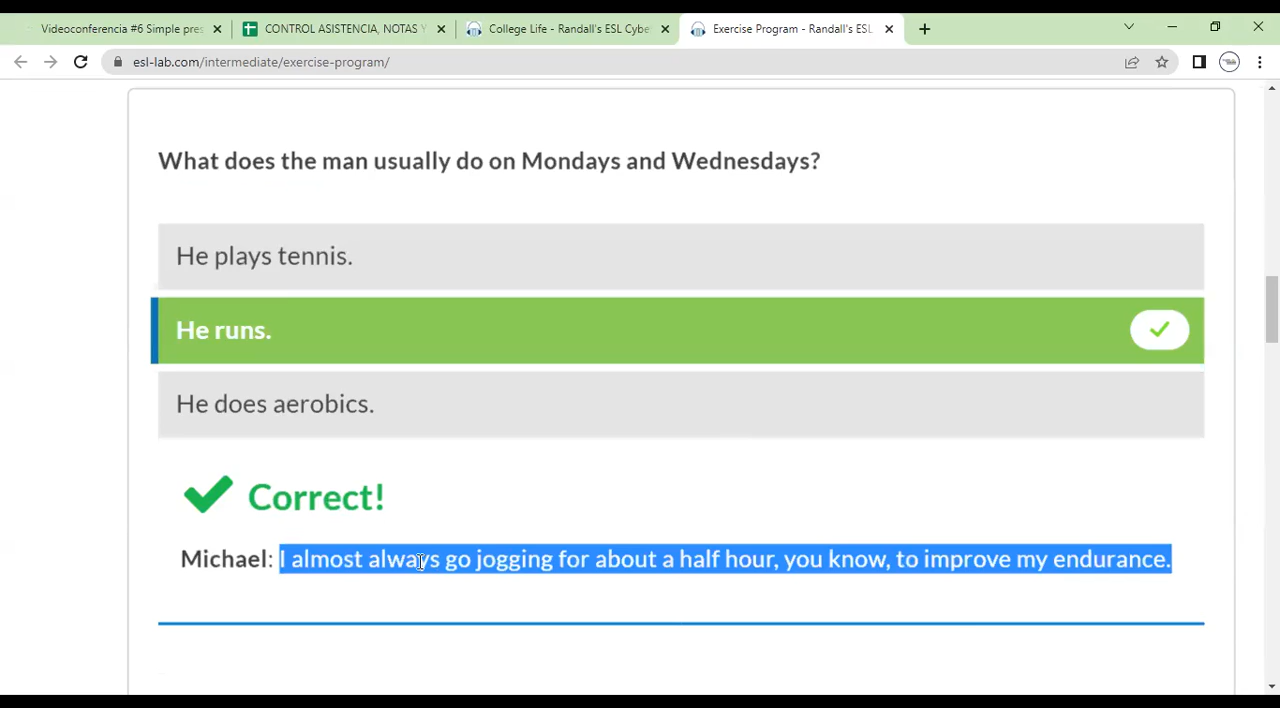 Videoconferencia #6 Simple pres
CONTROL ASISTENCIA, NOTAS Y
College Life - Randall's ESL Cybe
Exercise Program - Randall's ESL
esl-lab.com/intermediate/exercise-program/
What does the man usually do on Mondays and Wednesdays?
He plays tennis.
He runs.
He does aerobics.
Correct!
Michael: I almost always go jogging for about a half hour, you know, to improve my endurance.